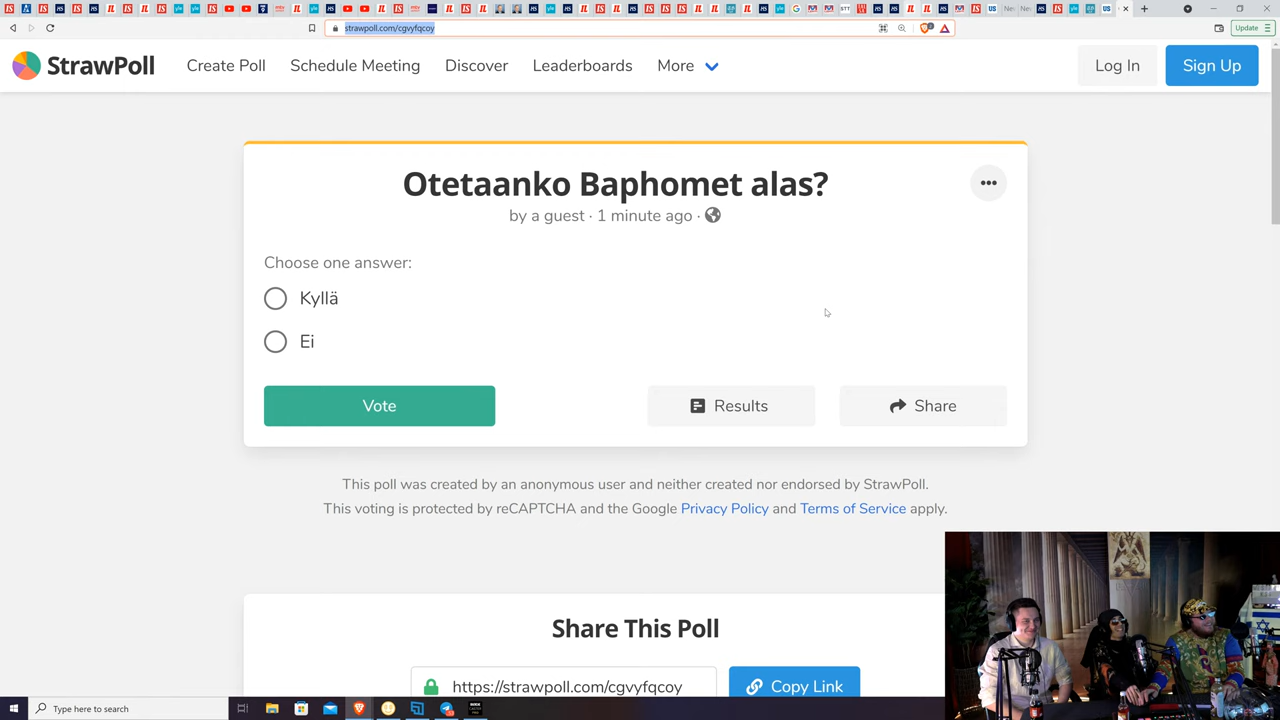 strawpoll.com/cgvyfqcoy
Update
StrawPoll
Create Poll
Schedule Meeting
Discover
Leaderboards
More
Log In
Sign Up
Otetaanko Baphomet alas?
by a guest · 1 minute ago ·
Choose one answer:
Kyllä
Ei
Vote
Results
Share
This poll was created by an anonymous user and neither created nor endorsed by StrawPoll.
This voting is protected by reCAPTCHA and the Google Privacy Policy and Terms of Service apply.
Share This Poll
https://strawpoll.com/cgvyfqcoy
Copy Link
Type here to search